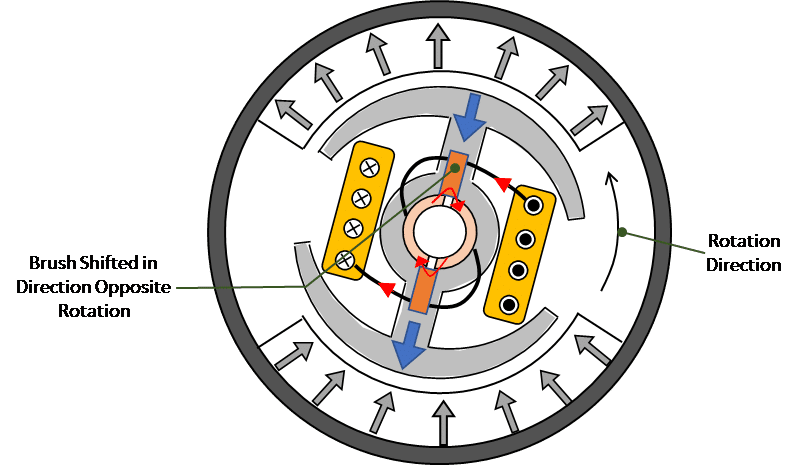 Brush Shifted in
Direction Opposite
Rotation
Rotation
Direction